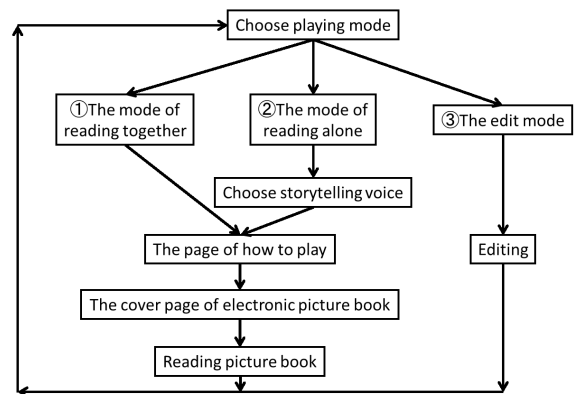 Choose playing mode
①The mode of
reading together
②The mode of
reading alone
③The edit mode
Choose storytelling voice
The page of how to play
Editing
The cover page of electronic picture book
Reading picture book